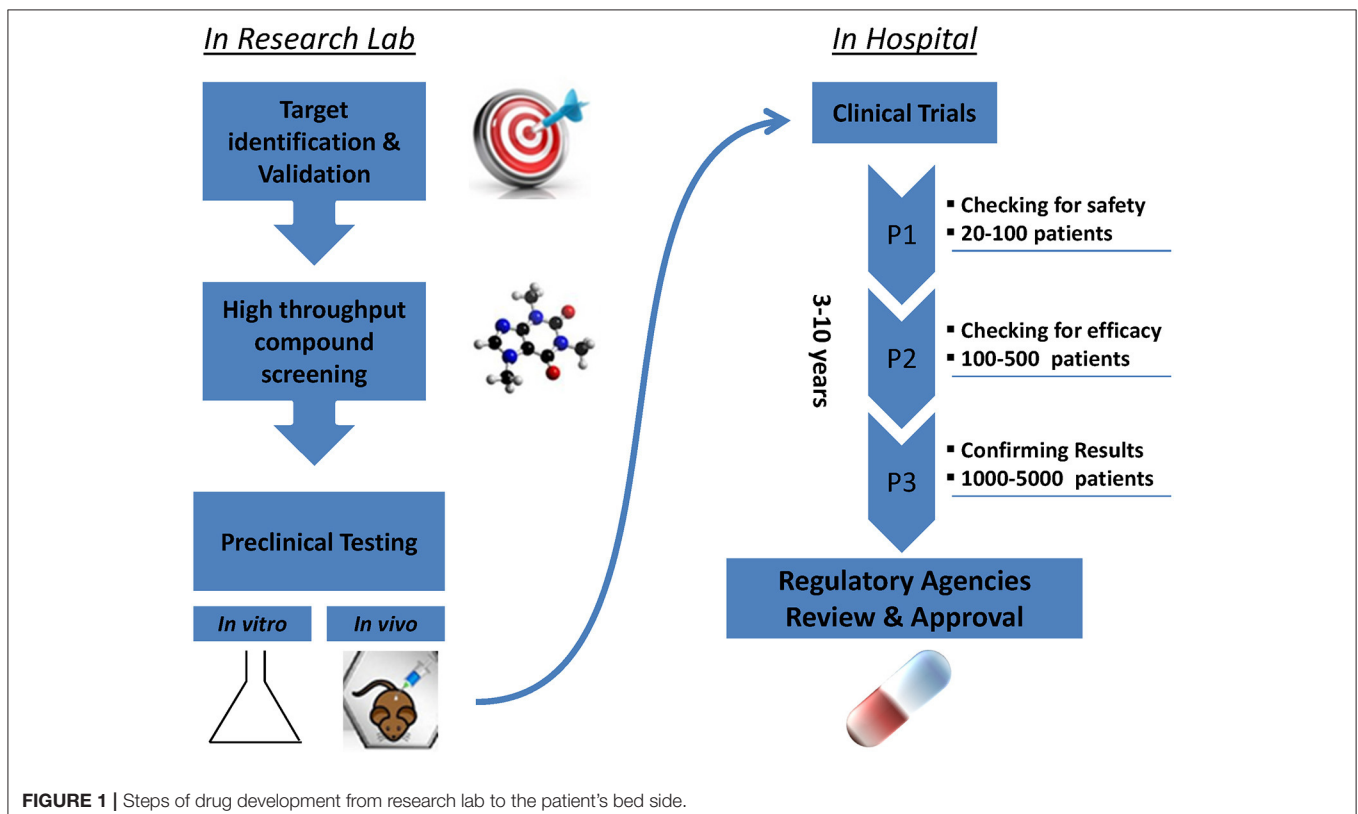 In Research Lab
Target
identification &
Validation
High throughput
compound
screening
Preclinical Testing
In vitro
In vivo
In Hospital
Clinical Trials
3-10 years
P1
▪ Checking for safety
▪ 20-100 patients
P2
▪ Checking for efficacy
▪ 100-500 patients
P3
▪ Confirming Results
▪ 1000-5000 patients
Regulatory Agencies
Review & Approval
FIGURE 1 | Steps of drug development from research lab to the patient's bed side.